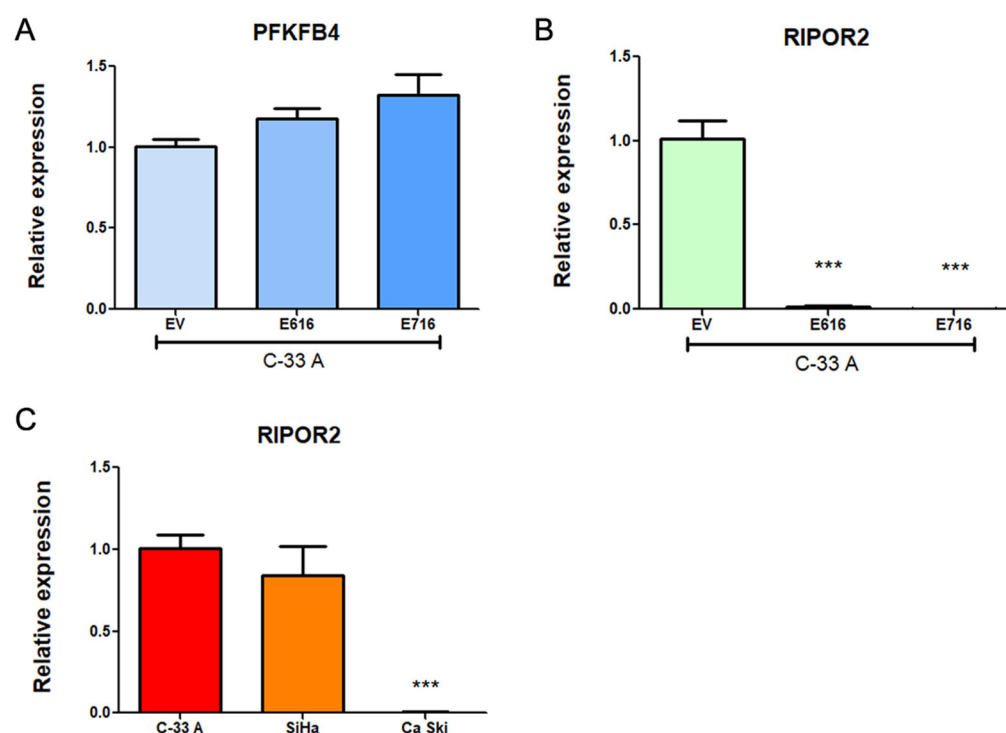 A
PFKFB4
Relative expression
1.5
1.0
0.5
0.0
EV E616 E716
C-33 A
B
RIPOR2
Relative expression
1.5
1.0
0.5
0.0
*** ***
EV E616 E716
C-33 A
C
RIPOR2
Relative expression
1.5
1.0
0.5
0.0
***
C-33 A SiHa Ca Ski